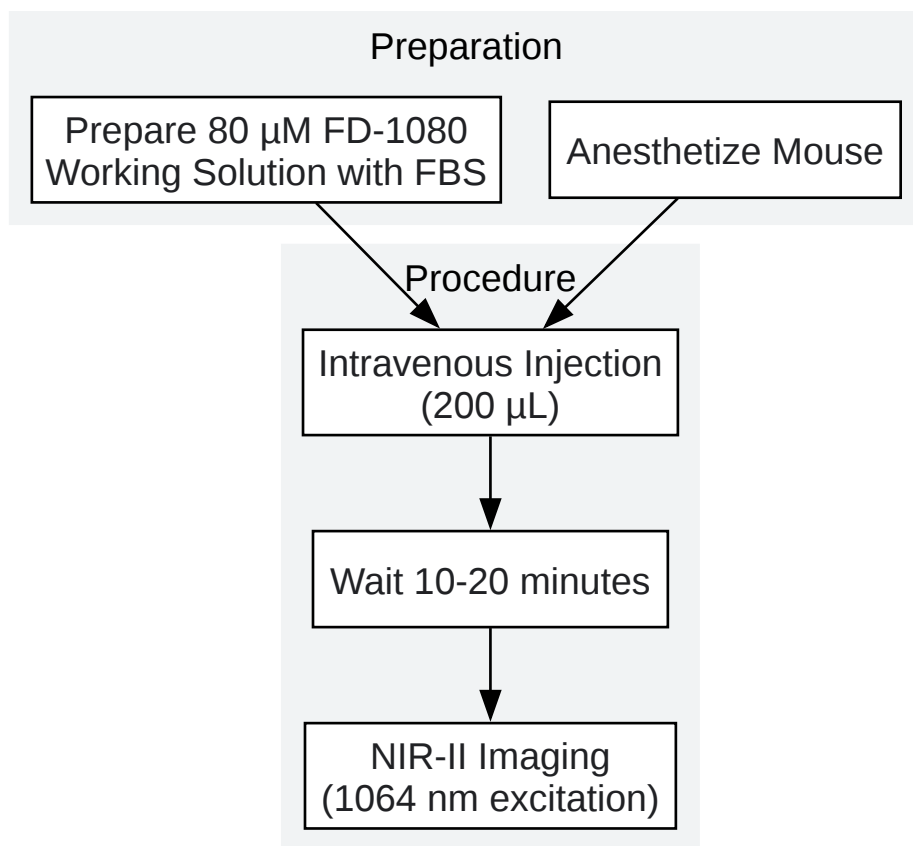 Preparation
Prepare 80 µM FD-1080
Working Solution with FBS
Anesthetize Mouse
Procedure
Intravenous Injection
(200 µL)
Wait 10-20 minutes
NIR-II Imaging
(1064 nm excitation)